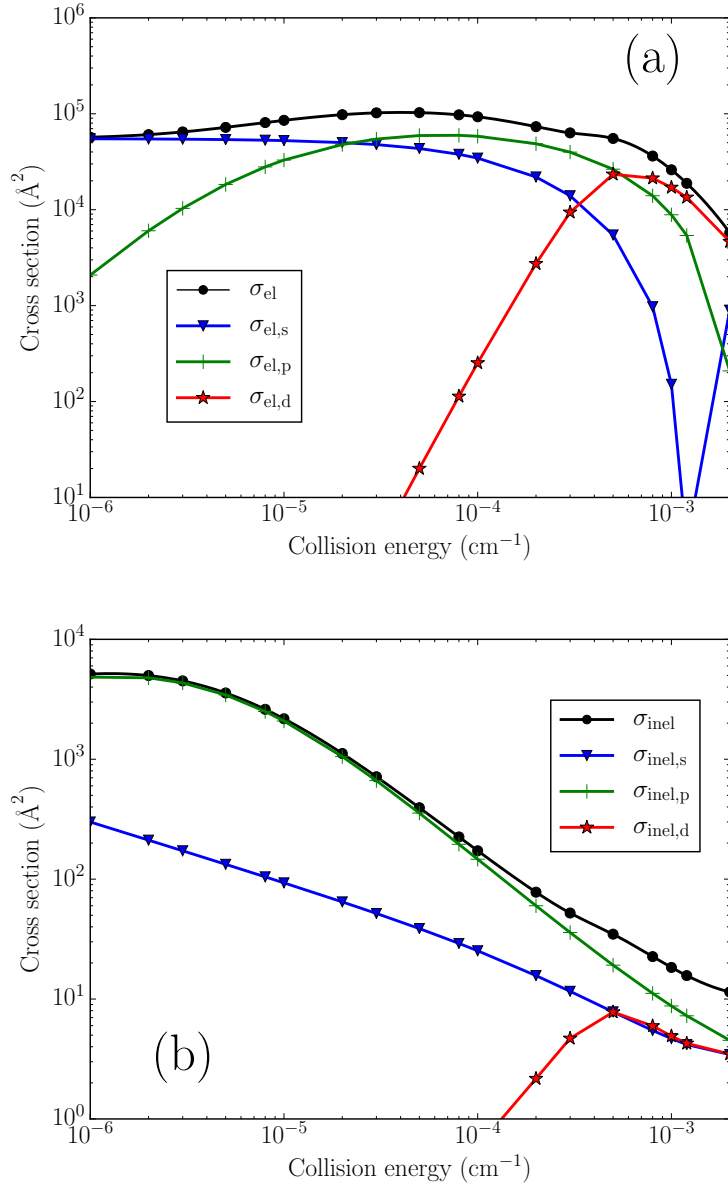 (a)
10^6
10^5
10^4
10^3
10^2
10^1
Cross section (Å^2)
σ_el
σ_el,s
σ_el,p
σ_el,d
10^−6 10^−5 10^−4 10^−3
Collision energy (cm^−1)
10^4
10^3
10^2
10^1
10^0
Cross section (Å^2)
σ_inel
σ_inel,s
σ_inel,p
σ_inel,d
(b)
10^−6 10^−5 10^−4 10^−3
Collision energy (cm^−1)